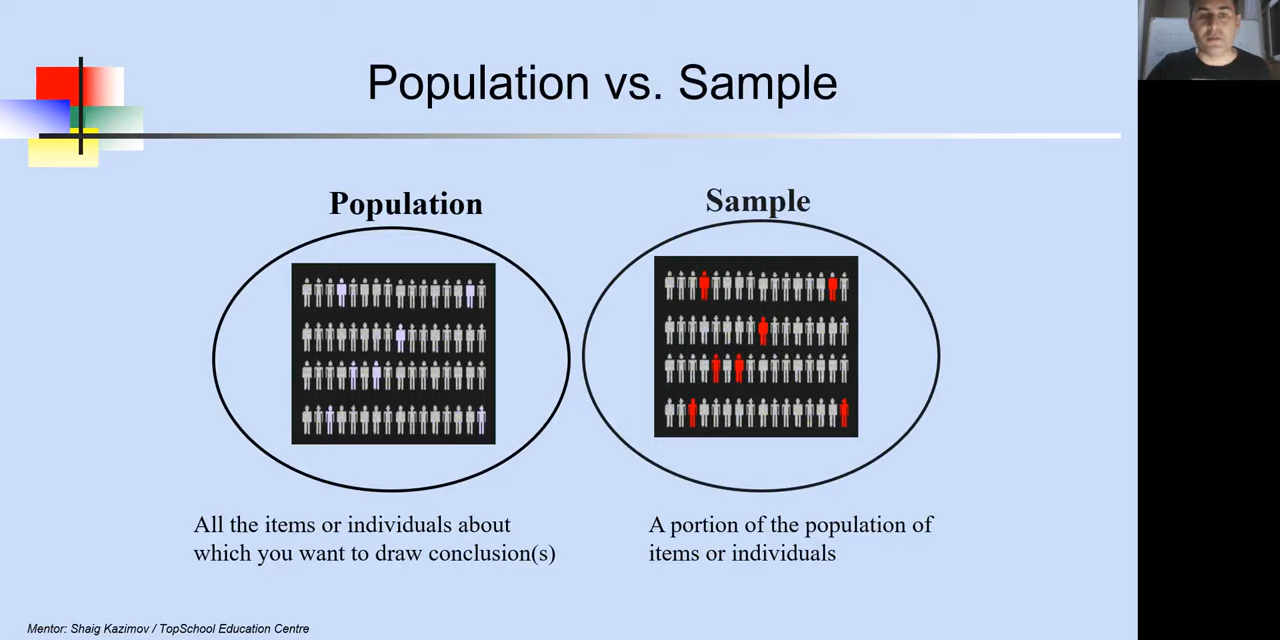 Population vs. Sample
Population
Sample
All the items or individuals about
which you want to draw conclusion(s)
A portion of the population of
items or individuals
Mentor: Shaig Kazimov / TopSchool Education Centre